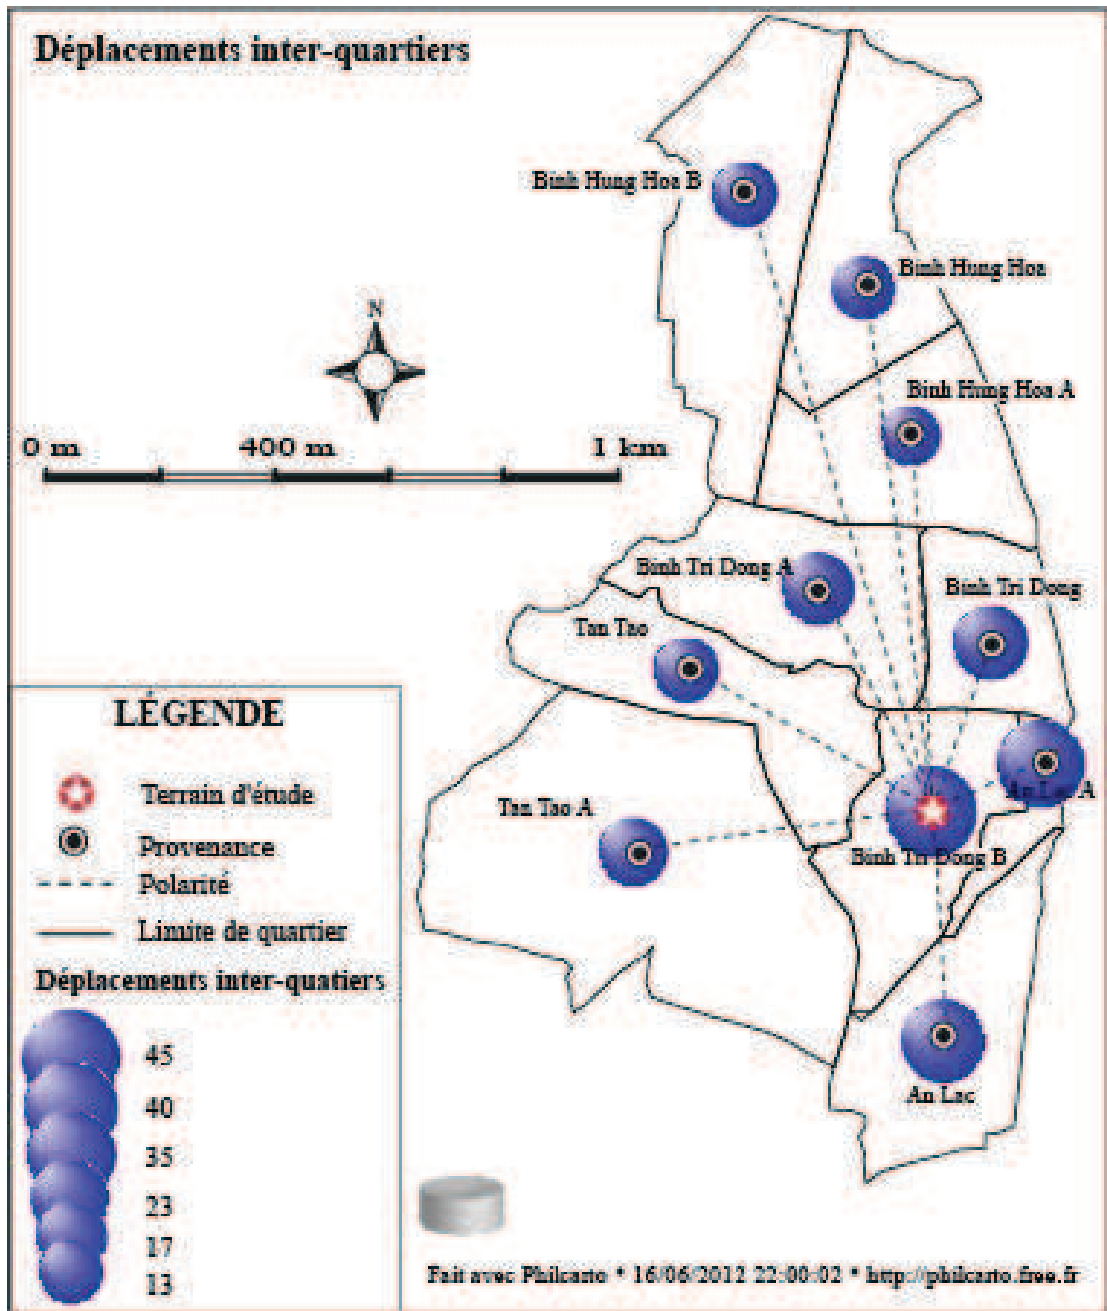 Déplacements inter-quartiers
Binh Hung Hoa B
Binh Hung Hoa
N
Binh Hung Hoa A
0 m 400 m 1 km
Binh Tri Dong A
Binh Tri Dong
Tan Tao
An Lac A
Tan Tao A
Binh Tri Dong B
An Lac
LÉGENDE
Terrain d'étude
Provenance
Polarité
Limite de quartier
Déplacements inter-quatiers
45
40
35
23
17
13
Fait avec Philcarto * 16/06/2012 22:00:02 * http://philcarto.free.fr